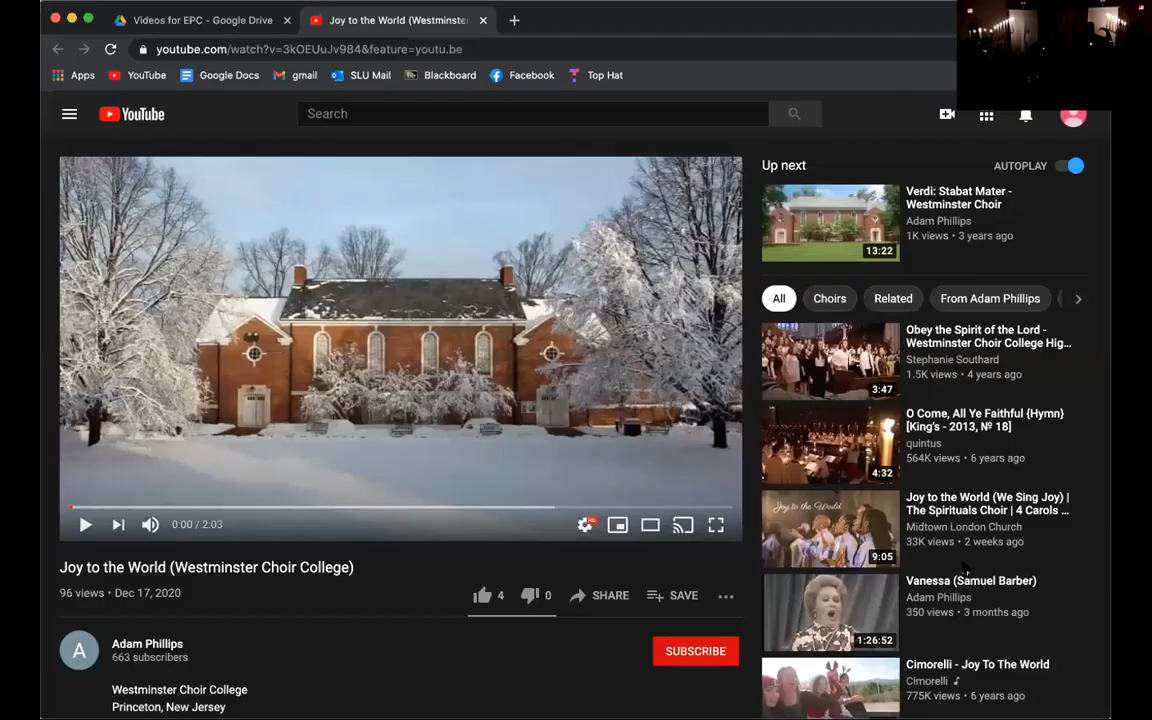 Videos for EPC - Google Drive
Joy to the World (Westminste
youtube.com/watch?v=3kOEUuJv984&feature=youtu.be
Apps
YouTube
Google Docs
gmail
SLU Mail
Blackboard
Facebook
Top Hat
YouTube
Search
Up next
AUTOPLAY
Verdi: Stabat Mater -
Westminster Choir
Adam Phillips
1K views • 3 years ago
13:22
All
Choirs
Related
From Adam Phillips
Obey the Spirit of the Lord -
Westminster Choir College Hig...
Stephanie Southard
1.5K views • 4 years ago
3:47
O Come, All Ye Faithful {Hymn}
[King's - 2013, № 18]
quintus
564K views • 6 years ago
4:32
Joy to the World (We Sing Joy) |
The Spirituals Choir | 4 Carols ...
Midtown London Church
33K views • 2 weeks ago
Joy to the World
9:05
Vanessa (Samuel Barber)
Adam Phillips
350 views • 3 months ago
1:26:52
Cimorelli - Joy To The World
Cimorelli
775K views • 6 years ago
0:00 / 2:03
HD
Joy to the World (Westminster Choir College)
96 views • Dec 17, 2020
4
0
SHARE
SAVE
A
Adam Phillips
663 subscribers
SUBSCRIBE
Westminster Choir College
Princeton, New Jersey